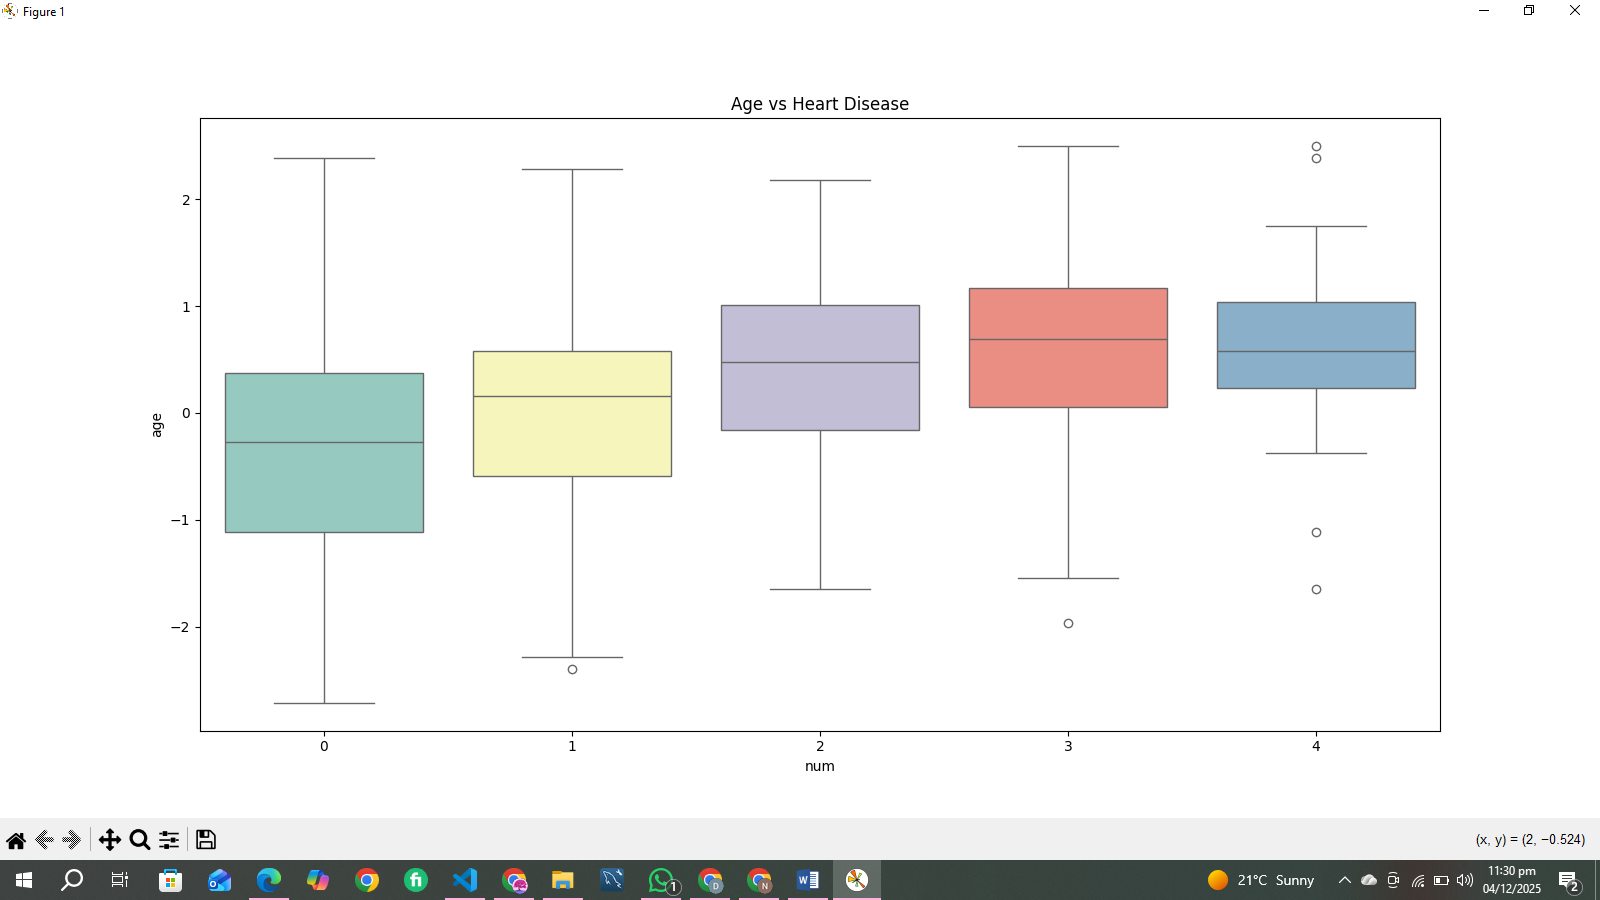 Figure 1
Age vs Heart Disease
2
1
0
−1
−2
age
0 1 2 3 4
num
(x, y) = (2, −0.524)
1
D
N
W
21°C Sunny
11:30 pm
04/12/2025
2